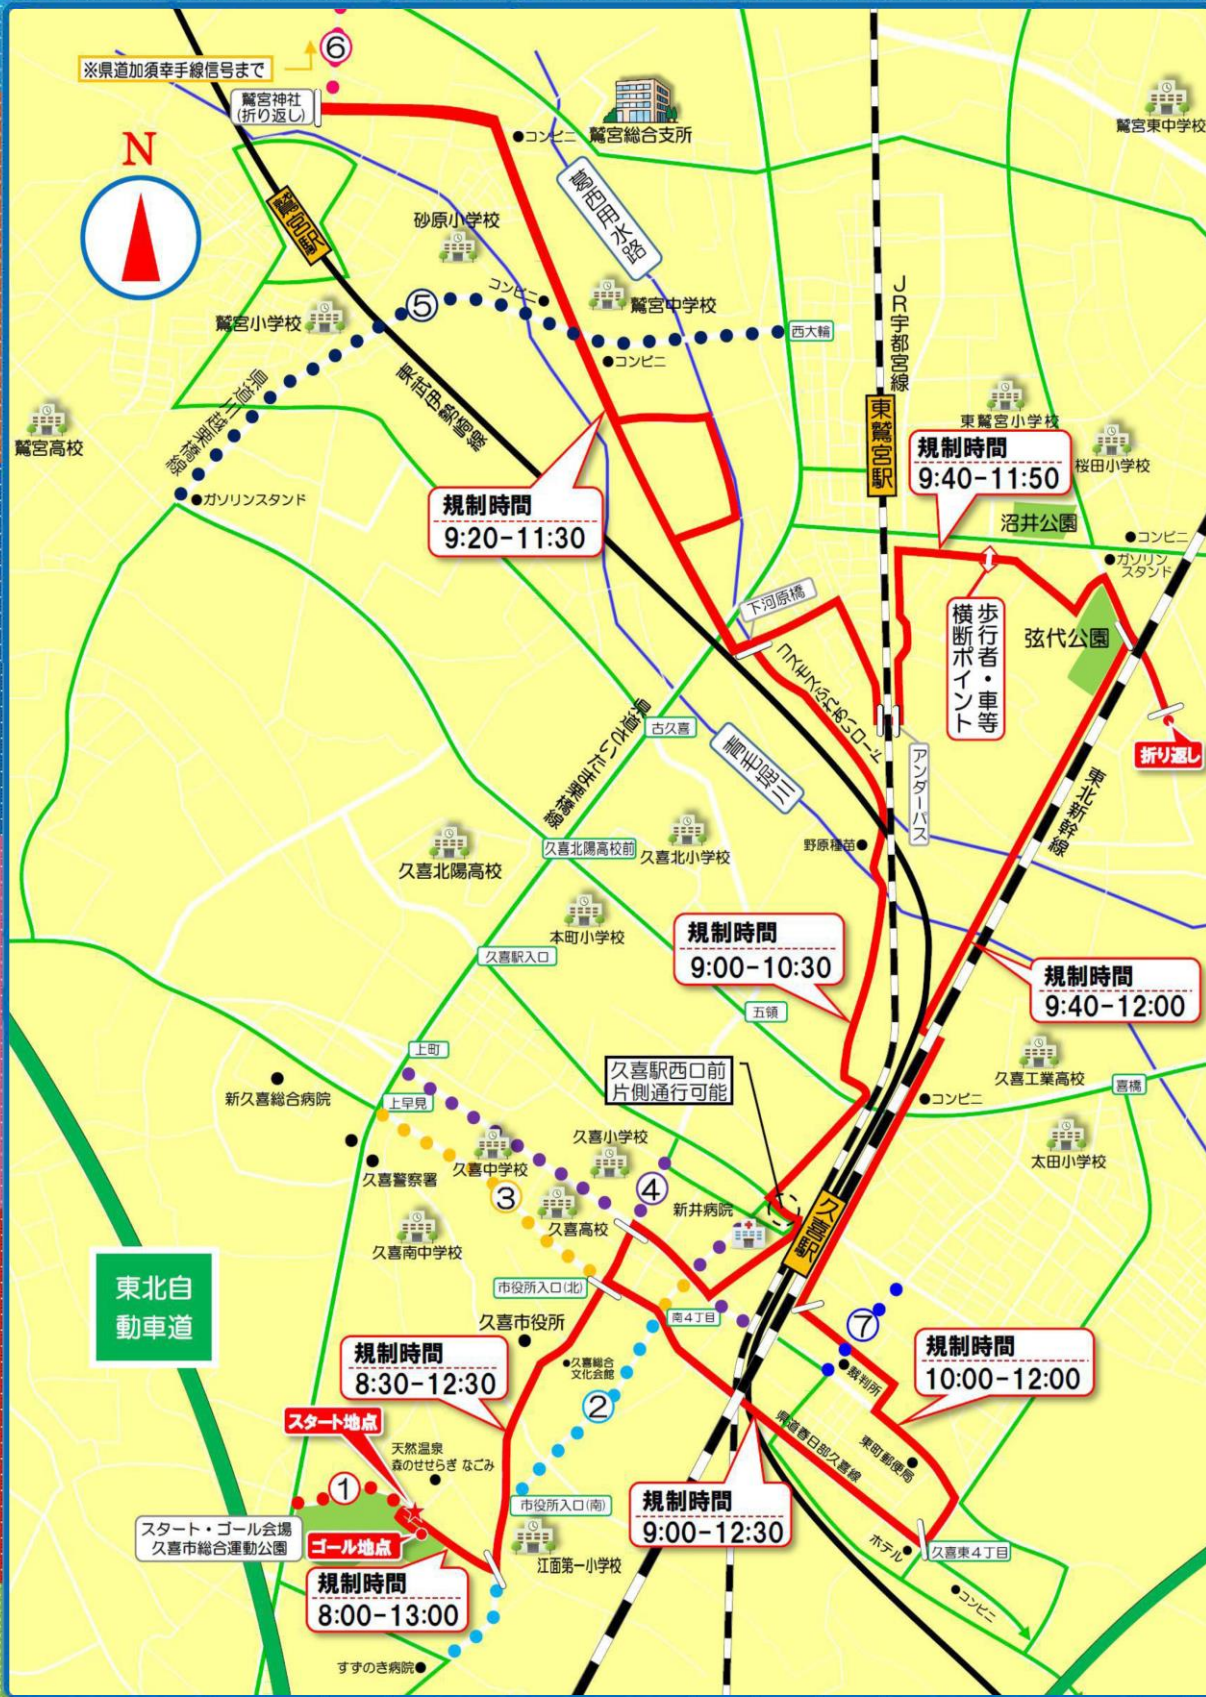 ⑥
※県道加須幸手線信号まで
鷲宮神社
(折り返し)
コンビニ
鷲宮総合支所
鷲宮東中学校
N
葛西用水路
鷲宮駅
砂原小学校
コンビニ
鷲宮中学校
JR宇都宮線
⑤
鷲宮小学校
西大輪
コンビニ
県道川越栗橋線
東武伊勢崎線
東鷲宮小学校
東鷲宮駅
鷲宮高校
桜田小学校
規制時間
9:40-11:50
ガソリンスタンド
規制時間
9:20-11:30
沼井公園
コンビニ
ガソリン
スタンド
下河原橋
歩行者・車等
横断ポイント
弦代公園
コスモスふれあいロード
県道さいたま栗橋線
古久喜
青毛堀川
アンダーパス
折り返し
東北新幹線
久喜北陽高校
久喜北陽高校前
久喜北小学校
野原種苗
本町小学校
規制時間
9:00-10:30
久喜駅入口
規制時間
9:40-12:00
五領
上町
久喜駅西口前
片側通行可能
久喜工業高校
喜橋
新久喜総合病院
上早見
コンビニ
久喜小学校
太田小学校
久喜中学校
久喜警察署
③
④
久喜高校
新井病院
久喜駅
久喜南中学校
東北自
動車道
市役所入口(北)
久喜市役所
南4丁目
⑦
規制時間
8:30-12:30
久喜総合
文化会館
裁判所
規制時間
10:00-12:00
②
スタート地点
天然温泉
森のせせらぎ なごみ
県道春日部久喜線
東町郵便局
①
市役所入口(南)
規制時間
9:00-12:30
スタート・ゴール会場
久喜市総合運動公園
ゴール地点
江面第一小学校
ホテル
久喜東4丁目
規制時間
8:00-13:00
コンビニ
すずのき病院